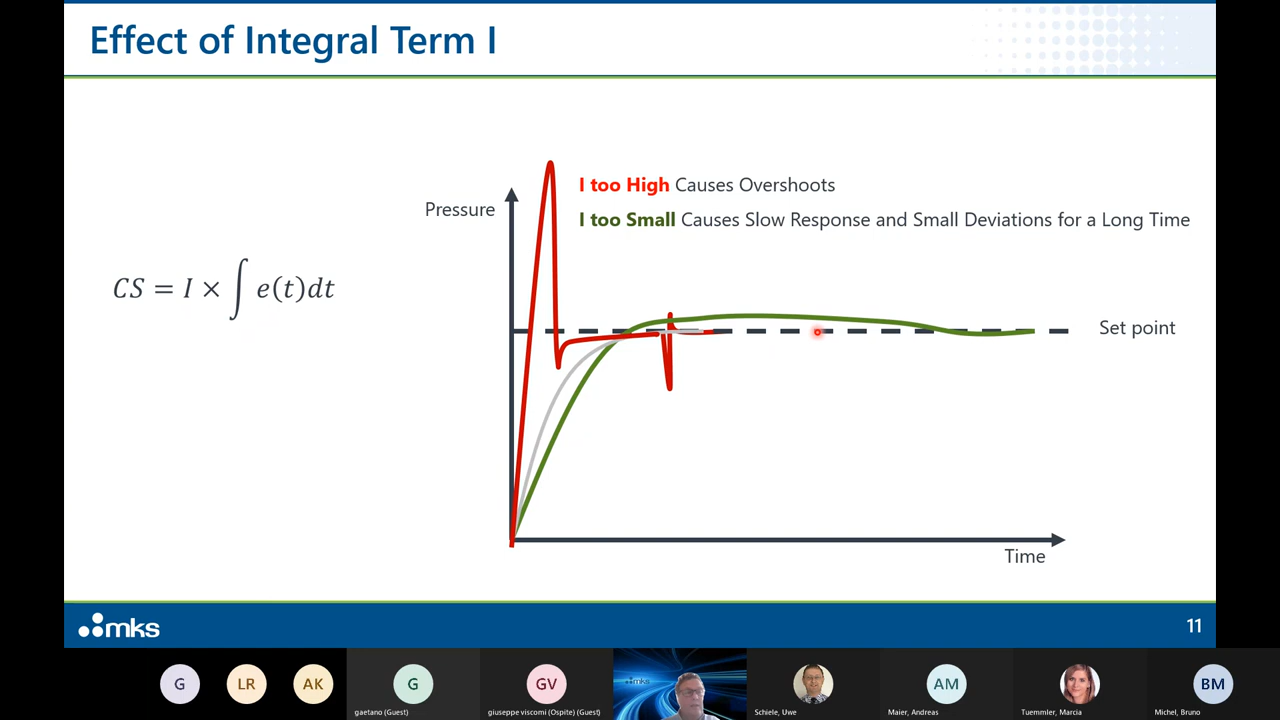 Effect of Integral Term I
I too High Causes Overshoots
Pressure
I too Small Causes Slow Response and Small Deviations for a Long Time
CS = I × ∫ e(t)dt
Set point
Time
mks
11
G
LR
AK
G
gaetano (Guest)
GV
giuseppe viscomi (Ospite) (Guest)
mks
Schiele, Uwe
AM
Maier, Andreas
Tuemmler, Marcia
BM
Michel, Bruno